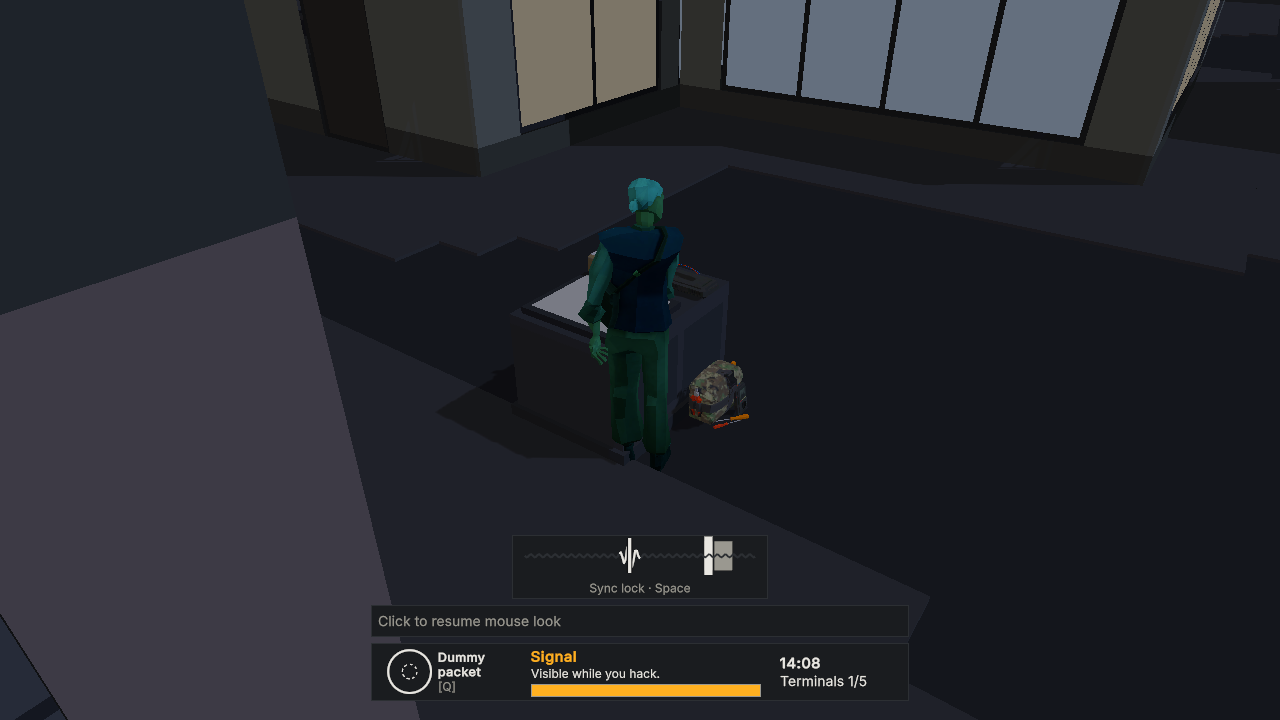 Sync lock · Space
Click to resume mouse look
Dummy packet
[Q]
Signal
Visible while you hack.
14:08
Terminals 1/5